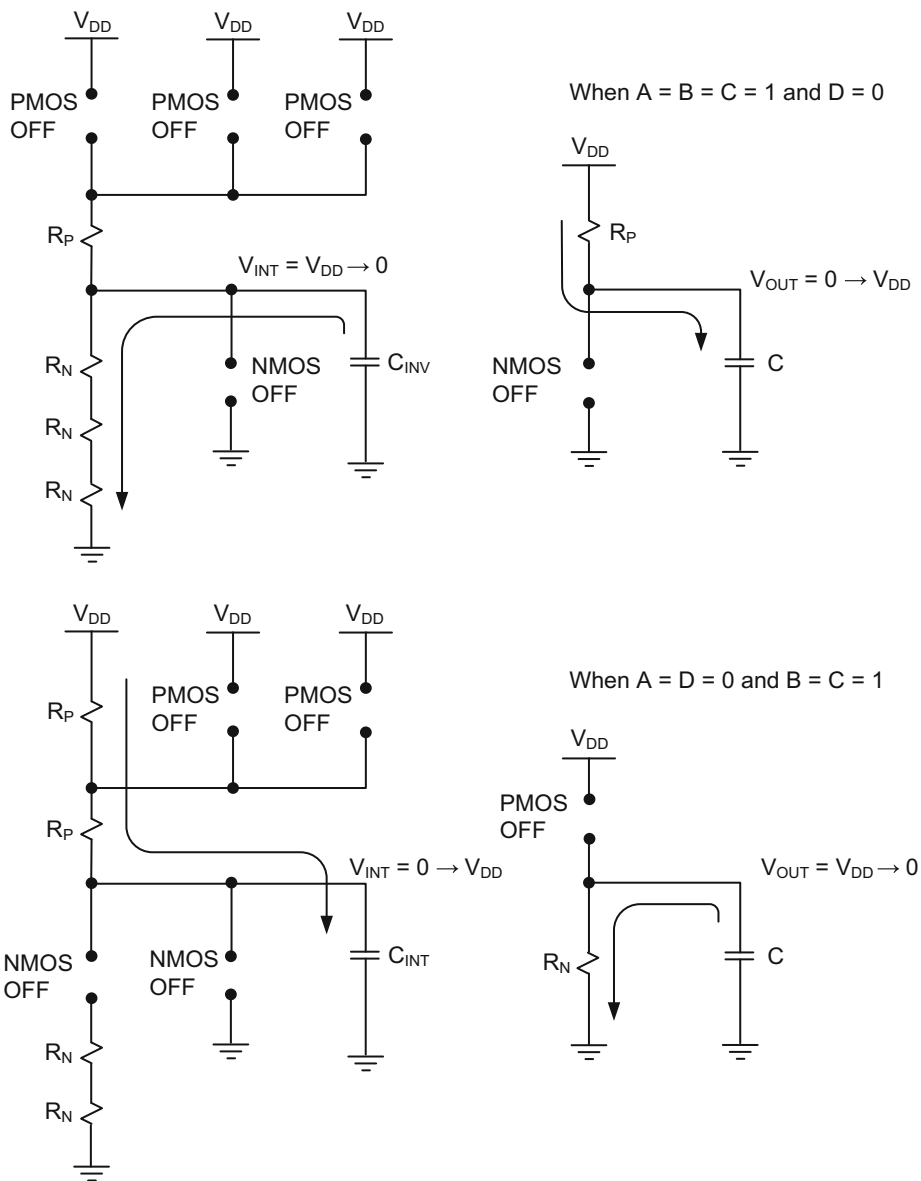 V_DD V_DD V_DD
PMOS OFF PMOS OFF PMOS OFF
When A = B = C = 1 and D = 0
V_DD
R_P
R_P
V_INT = V_DD → 0
V_OUT = 0 → V_DD
R_N
NMOS OFF
C_INV
NMOS OFF
C
R_N
R_N
V_DD V_DD V_DD
R_P
PMOS OFF PMOS OFF
When A = D = 0 and B = C = 1
V_DD
PMOS OFF
R_P
V_INT = 0 → V_DD
V_OUT = V_DD → 0
NMOS OFF
NMOS OFF
C_INT
R_N
C
R_N
R_N